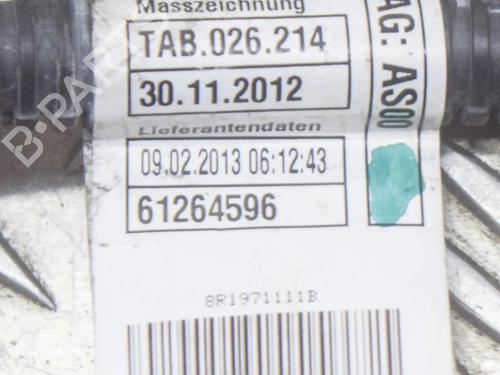 Masszeichnung
TAB.026.214
30.11.2012
Lieferantendaten
09.02.2013 06:12:43
61264596
8R1971111B
AG: AS00
B-PARTS